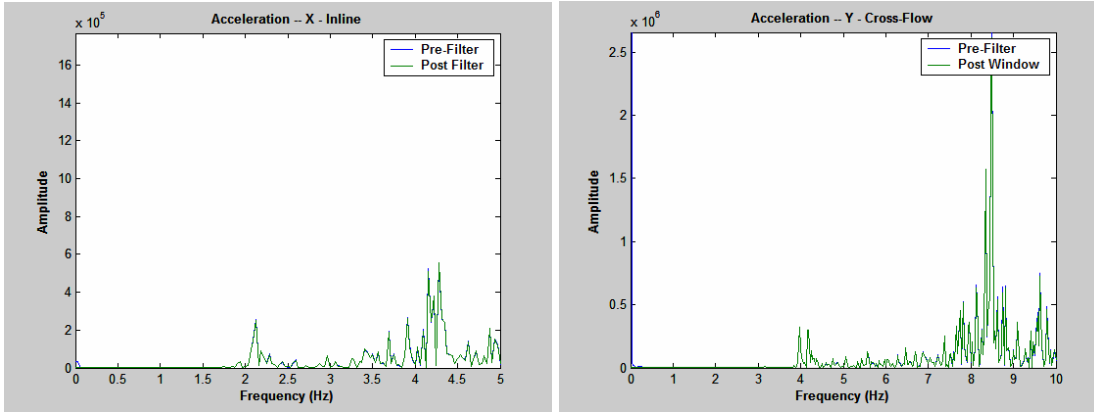 Acceleration -- X - Inline
x 10^5
Pre-Filter
Post Filter
16
14
12
10
8
6
4
2
0
Amplitude
0 0.5 1 1.5 2 2.5 3 3.5 4 4.5 5
Frequency (Hz)
Acceleration -- Y - Cross-Flow
x 10^6
Pre-Filter
Post Window
2.5
2
1.5
1
0.5
0
Amplitude
0 1 2 3 4 5 6 7 8 9 10
Frequency (Hz)